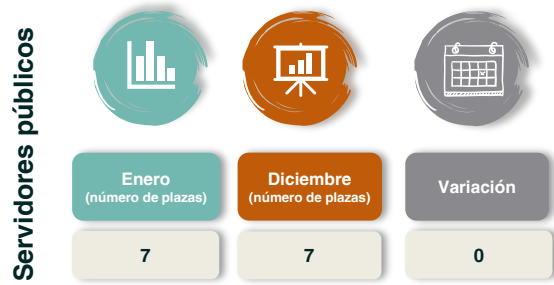 Servidores públicos
Enero
(número de plazas)
Diciembre
(número de plazas)
Variación
7
7
0